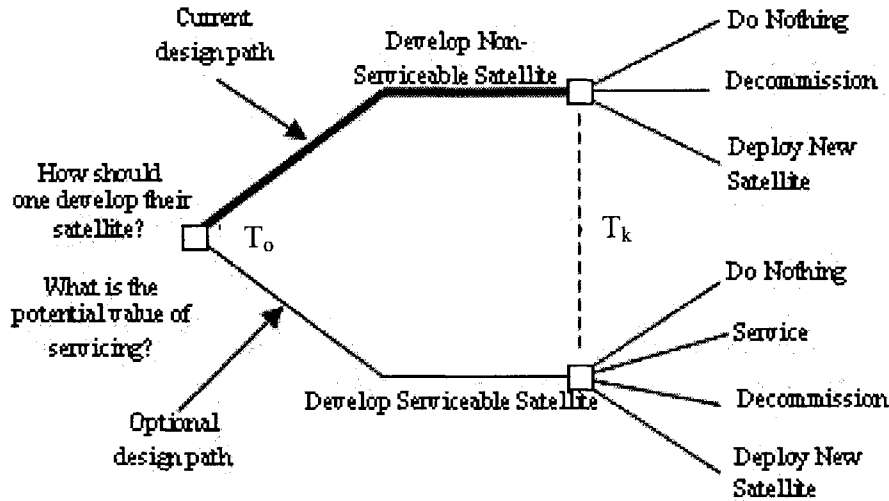 Current
design path
Develop Non-
Serviceable Satellite
Do Nothing
Decommission
Deploy New
Satellite
How should
one develop their
satellite?
To
Tk
What is the
potential value of
servicing?
Optional
design path
Develop Serviceable Satellite
Do Nothing
Service
Decommission
Deploy New
Satellite